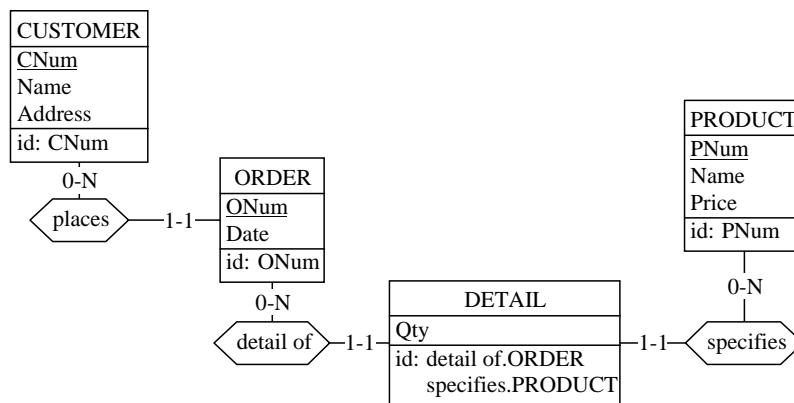 CUSTOMER
CNum
Name
Address
id: CNum
0-N
places
1-1
ORDER
ONum
Date
id: ONum
0-N
detail of
1-1
DETAIL
Qty
id: detail of.ORDER
specifies.PRODUCT
1-1
PRODUCT
PNum
Name
Price
id: PNum
0-N
specifies